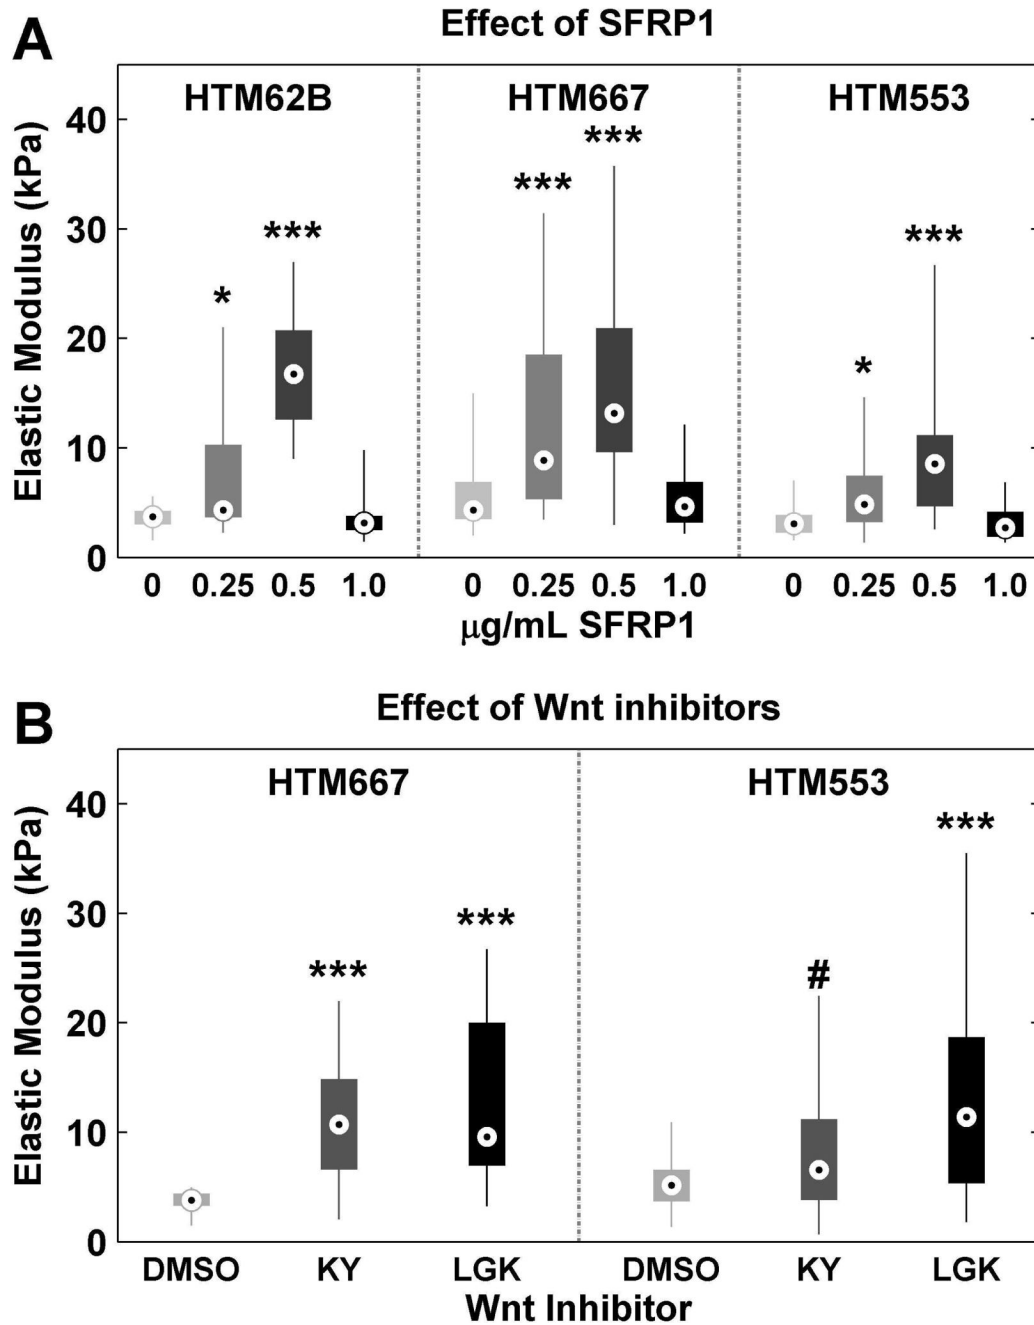 A
Effect of SFRP1
HTM62B HTM667 HTM553
Elastic Modulus (kPa)
40
30
20
10
0
* *** *** *** * ***
0 0.25 0.5 1.0 0 0.25 0.5 1.0 0 0.25 0.5 1.0
μg/mL SFRP1
B
Effect of Wnt inhibitors
HTM667 HTM553
Elastic Modulus (kPa)
40
30
20
10
0
*** *** # ***
DMSO KY LGK DMSO KY LGK
Wnt Inhibitor